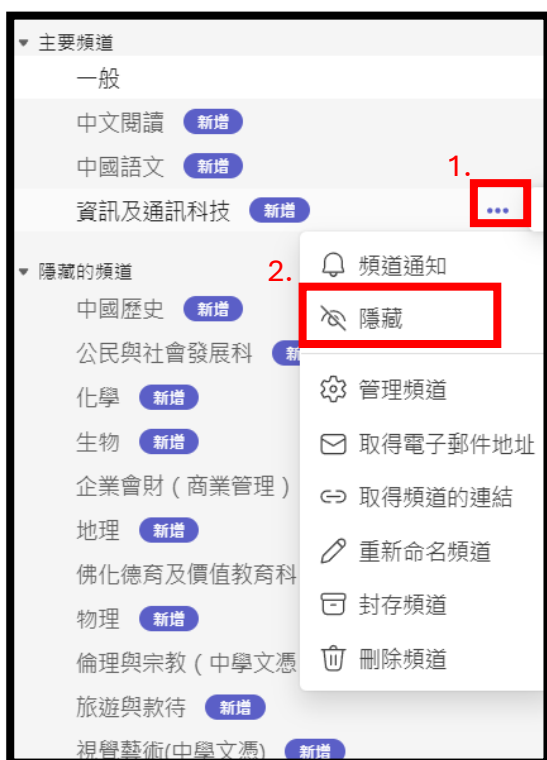 主要頻道
一般
中文閱讀 新增
中國語文 新增
1.
資訊及通訊科技 新增
隱藏的頻道
2.
頻道通知
中國歷史 新增
隱藏
公民與社會發展科
化學 新增
管理頻道
生物 新增
取得電子郵件地址
企業會財（商業管理）
取得頻道的連結
地理 新增
重新命名頻道
佛化德育及價值教育科
物理 新增
封存頻道
倫理與宗教（中學文憑
刪除頻道
旅遊與款待 新增
視覺藝術(中學文憑) 新增